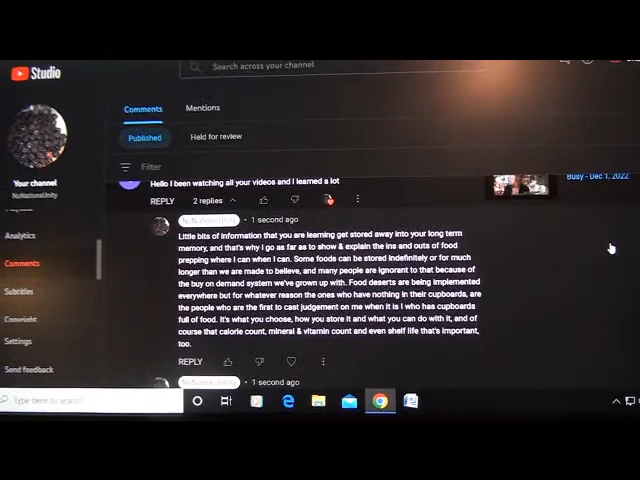 Studio
Search across your channel
Comments
Mentions
Published
Held for review
Filter
Your channel
NuNationUnity
Analytics
Comments
Subtitles
Copyright
Settings
Send feedback
Hello I been watching all your videos and I learned a lot
REPLY
2 replies
Busy - Dec 1, 2022
NuNationUnity
1 second ago
Little bits of information that you are learning get stored away into your long term
memory, and that's why I go as far as to show & explain the ins and outs of food
prepping where I can when I can. Some foods can be stored indefinitely or for much
longer than we are made to believe, and many people are ignorant to that because of
the buy on demand system we've grown up with. Food deserts are being implemented
everywhere but for whatever reason the ones who have nothing in their cupboards, are
the people who are the first to cast judgement on me when it is I who has cupboards
full of food. It's what you choose, how you store it and what you can do with it, and of
course that calorie count, mineral & vitamin count and even shelf life that's important,
too.
REPLY
NuNationUnity
1 second ago
Type here to search